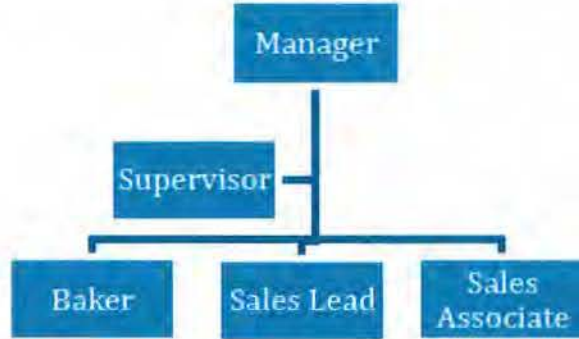 Manager
Supervisor
Baker
Sales Lead
Sales
Associate